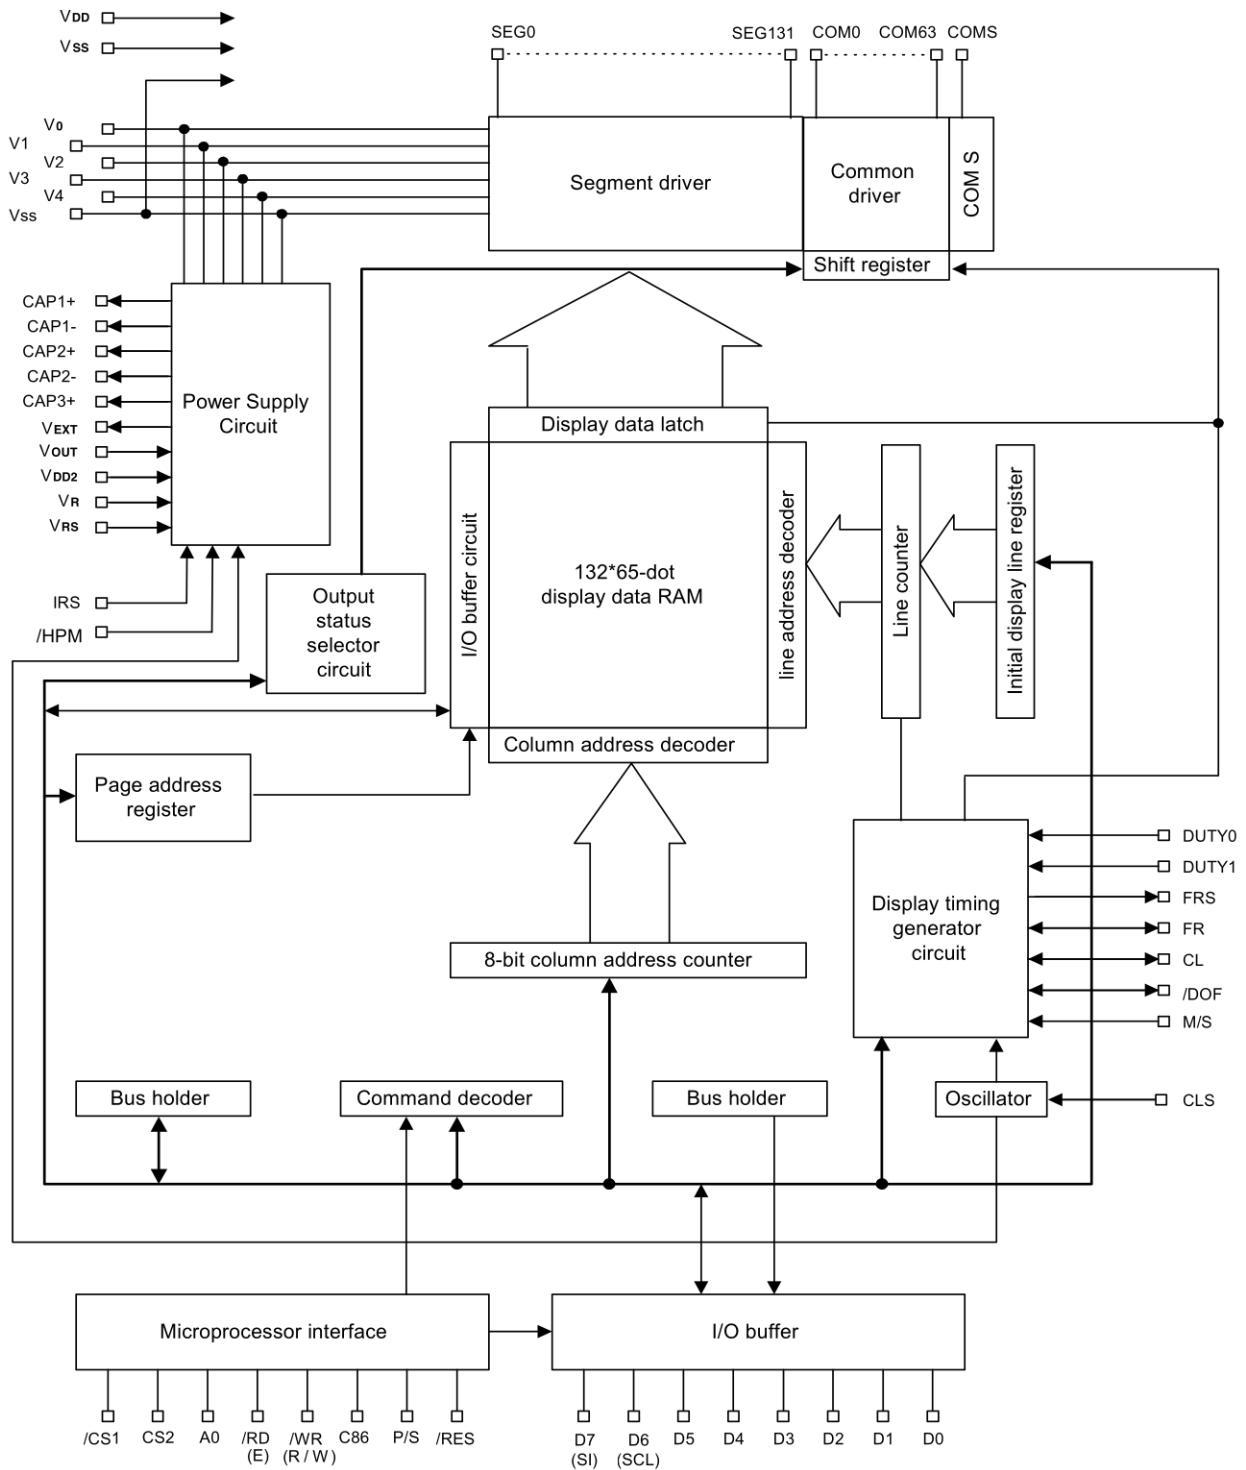 VDD
VSS
SEG0
SEG131
COM0
COM63
COMS
V0
V1
V2
V3
V4
VSS
Segment driver
Common
driver
COM S
Shift register
CAP1+
CAP1-
CAP2+
CAP2-
CAP3+
VEXT
VOUT
VDD2
VR
VRS
Power Supply
Circuit
IRS
/HPM
Output
status
selector
circuit
Display data latch
I/O buffer circuit
132*65-dot
display data RAM
line address decoder
Line counter
Initial display line register
Column address decoder
Page address
register
8-bit column address counter
Display timing
generator
circuit
DUTY0
DUTY1
FRS
FR
CL
/DOF
M/S
Bus holder
Command decoder
Bus holder
Oscillator
CLS
Microprocessor interface
I/O buffer
/CS1
CS2
A0
/RD
(E)
/WR
(R / W)
C86
P/S
/RES
D7
(SI)
D6
(SCL)
D5
D4
D3
D2
D1
D0